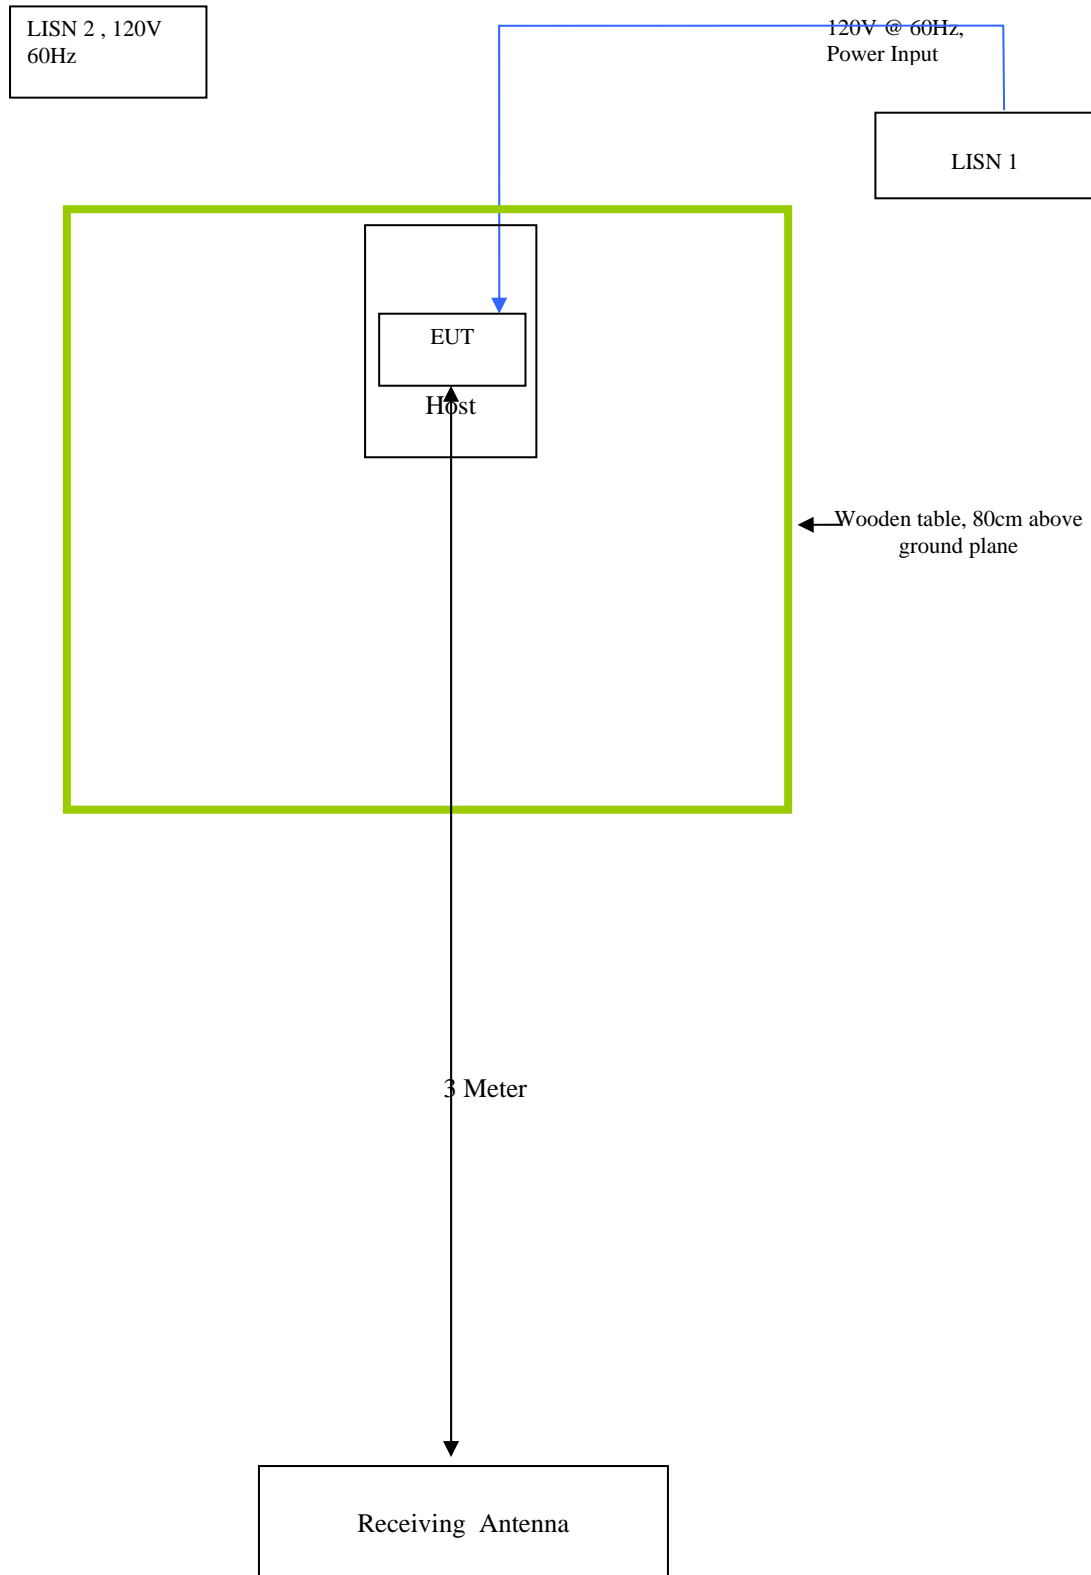 LISN 2 , 120V
60Hz
120V @ 60Hz,
Power Input
LISN 1
EUT
Host
Wooden table, 80cm above
ground plane
3 Meter
Receiving Antenna